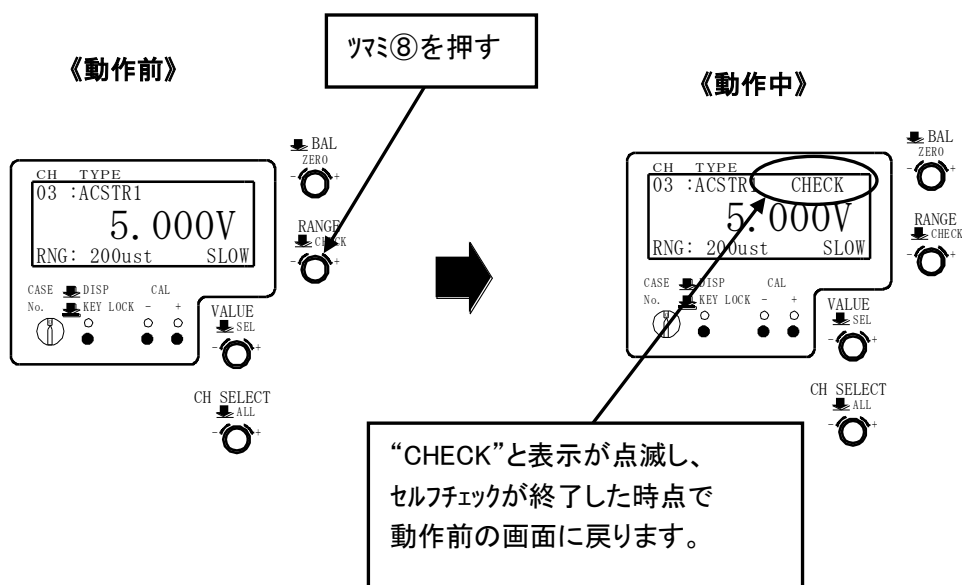 ﾂﾏﾐ⑧を押す
《動作前》
《動作中》
BAL
ZERO
- +
CH TYPE
03 :ACSTR1
5.000V
RNG: 200ust SLOW
RANGE
CHECK
- +
CASE DISP CAL
No. KEY LOCK - +
VALUE
SEL
- +
CH SELECT
ALL
- +
BAL
ZERO
- +
CH TYPE
03 :ACSTR1 CHECK
5.000V
RNG: 200ust SLOW
RANGE
CHECK
- +
CASE DISP CAL
No. KEY LOCK - +
VALUE
SEL
- +
CH SELECT
ALL
- +
“CHECK”と表示が点滅し、
ｾﾙﾌﾁｪｯｸが終了した時点で
動作前の画面に戻ります。